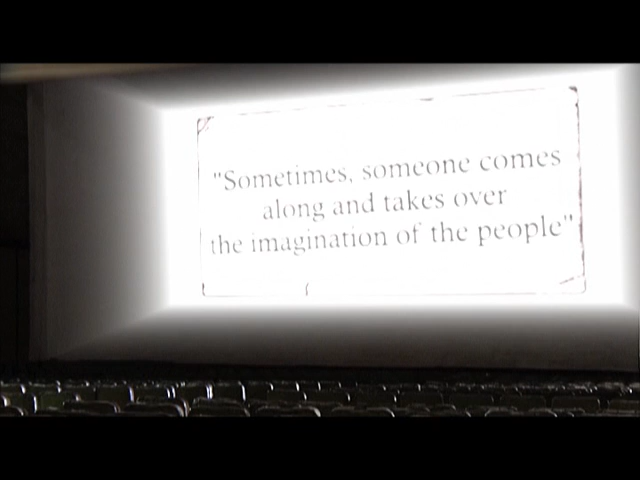 "Sometimes, someone comes
along and takes over
the imagination of the people"